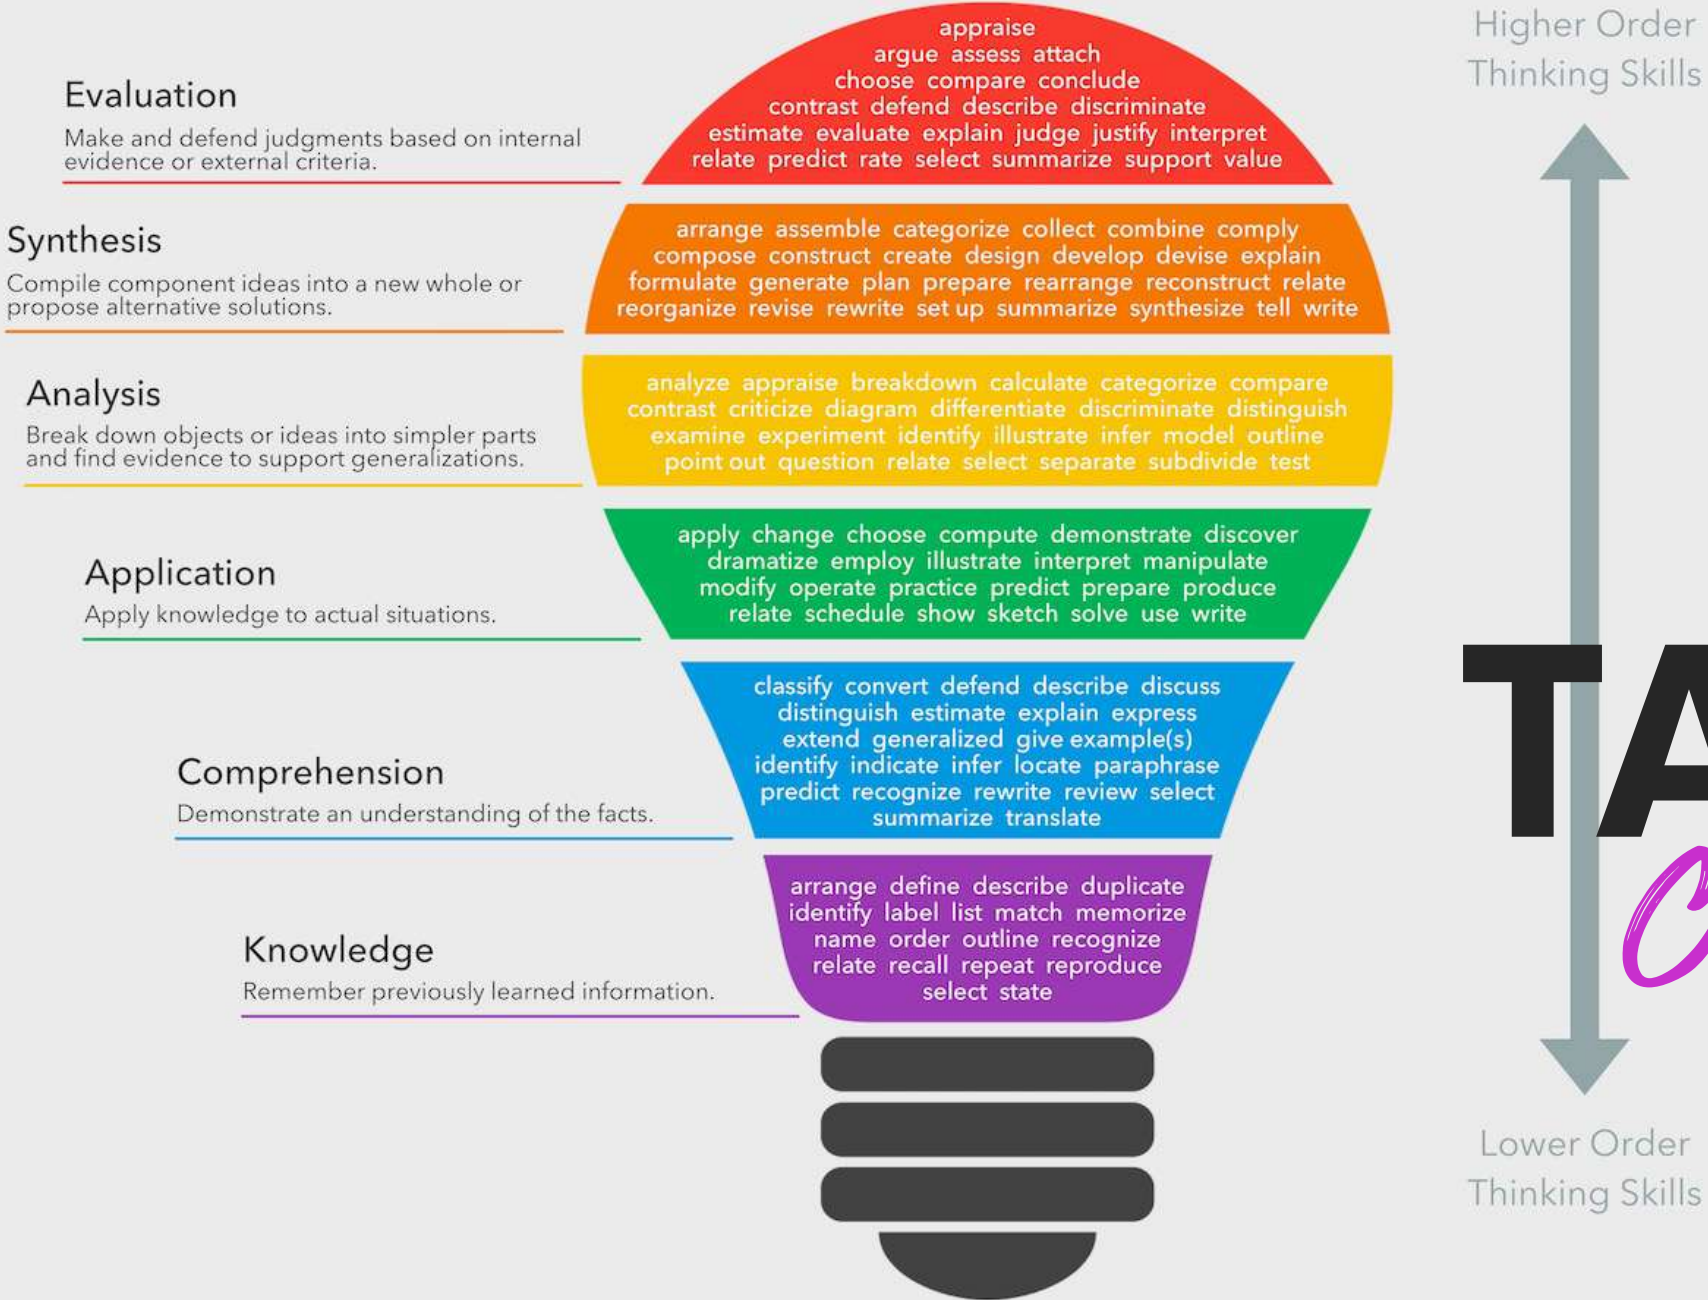 Higher Order
Thinking Skills
Evaluation
Make and defend judgments based on internal
evidence or external criteria.
appraise
argue assess attach
choose compare conclude
contrast defend describe discriminate
estimate evaluate explain judge justify interpret
relate predict rate select summarize support value
Synthesis
Compile component ideas into a new whole or
propose alternative solutions.
arrange assemble categorize collect combine comply
compose construct create design develop devise explain
formulate generate plan prepare rearrange reconstruct relate
reorganize revise rewrite set up summarize synthesize tell write
Analysis
Break down objects or ideas into simpler parts
and find evidence to support generalizations.
analyze appraise breakdown calculate categorize compare
contrast criticize diagram differentiate discriminate distinguish
examine experiment identify illustrate infer model outline
point out question relate select separate subdivide test
Application
Apply knowledge to actual situations.
apply change choose compute demonstrate discover
dramatize employ illustrate interpret manipulate
modify operate practice predict prepare produce
relate schedule show sketch solve use write
Comprehension
Demonstrate an understanding of the facts.
classify convert defend describe discuss
distinguish estimate explain express
extend generalized give example(s)
identify indicate infer locate paraphrase
predict recognize rewrite review select
summarize translate
Knowledge
Remember previously learned information.
arrange define describe duplicate
identify label list match memorize
name order outline recognize
relate recall repeat reproduce
select state
TA
Lower Order
Thinking Skills